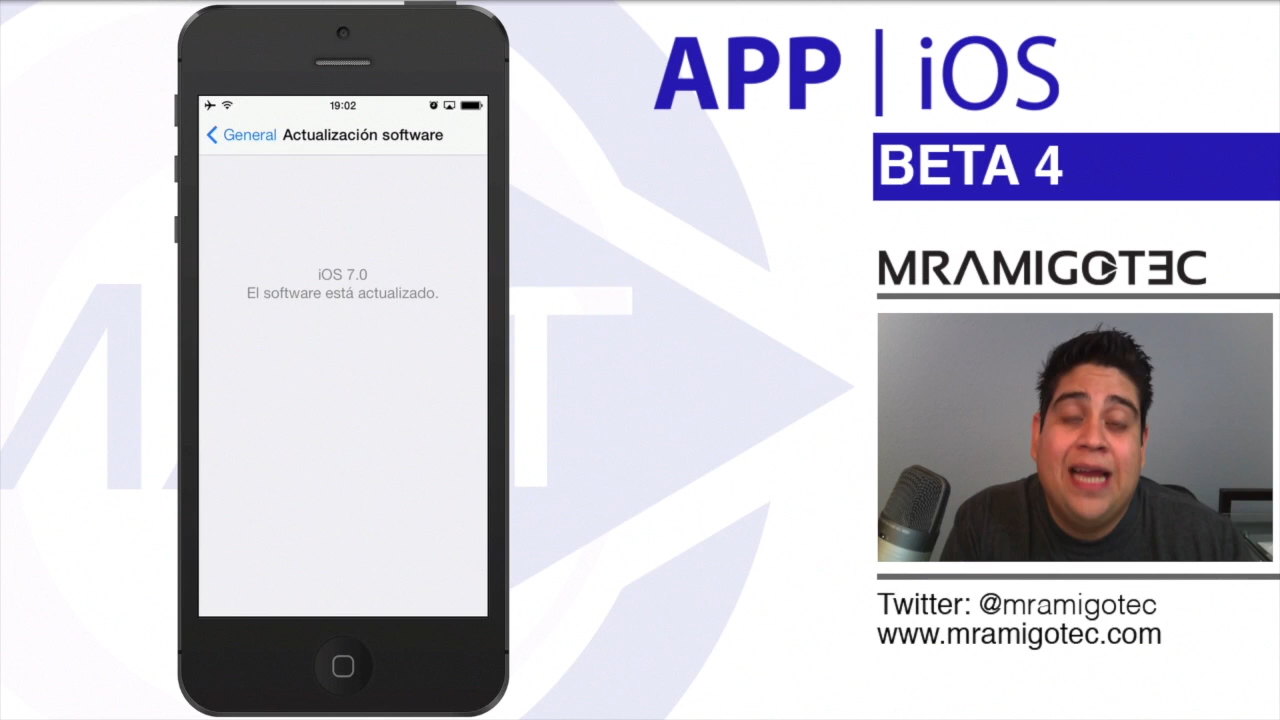 19:02
General Actualización software
iOS 7.0
El software está actualizado.
APP | iOS
BETA 4
MRAMIGOTEC
Twitter: @mramigotec
www.mramigotec.com